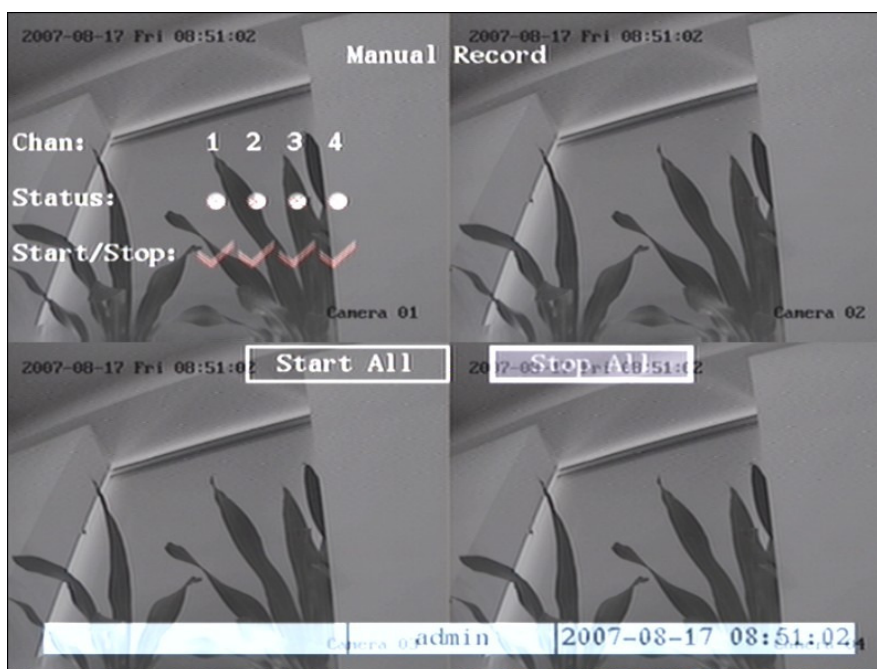 2007-08-17 Fri 08:51:02
2007-08-17 Fri 08:51:02
Manual Record
Chan: 1 2 3 4
Status:
Start/Stop:
Camera 01
Camera 02
2007-08-17 Fri 08:51:02
Start All
Stop All
admin
2007-08-17 08:51:02